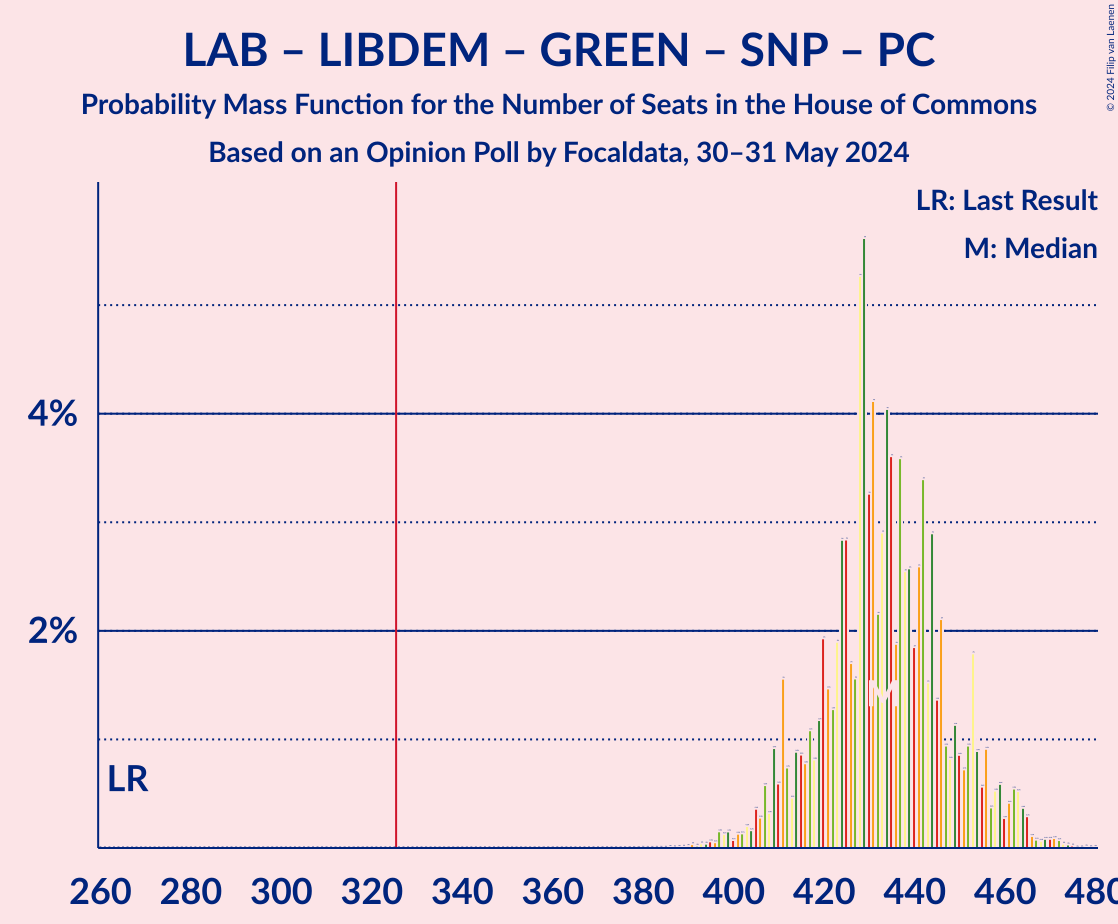 LAB – LIBDEM – GREEN – SNP – PC
Probability Mass Function for the Number of Seats in the House of Commons
Based on an Opinion Poll by Focaldata, 30–31 May 2024
© 2024 Filip van Laenen
LR: Last Result
M: Median
4%
2%
M
LR
260 280 300 320 340 360 380 400 420 440 460 480